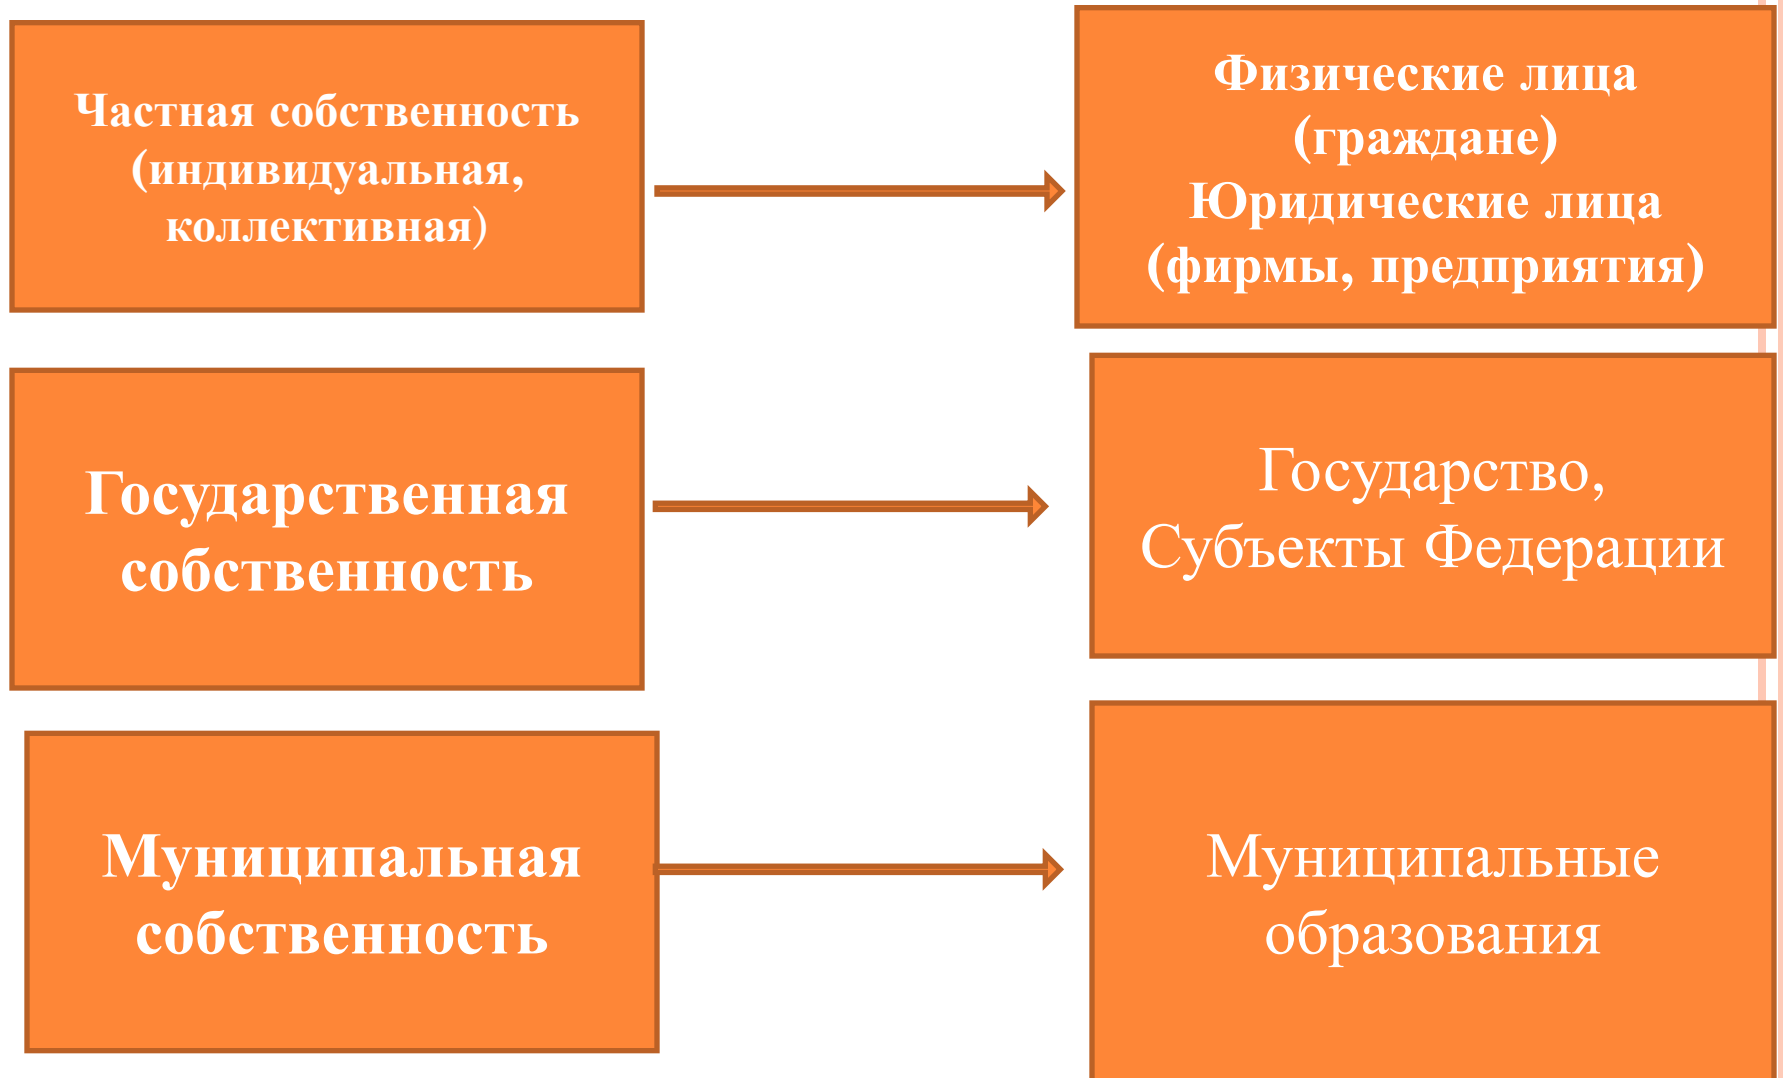 Частная собственность
(индивидуальная,
коллективная)
Физические лица
(граждане)
Юридические лица
(фирмы, предприятия)
Государственная
собственность
Государство,
Субъекты Федерации
Муниципальная
собственность
Муниципальные
образования